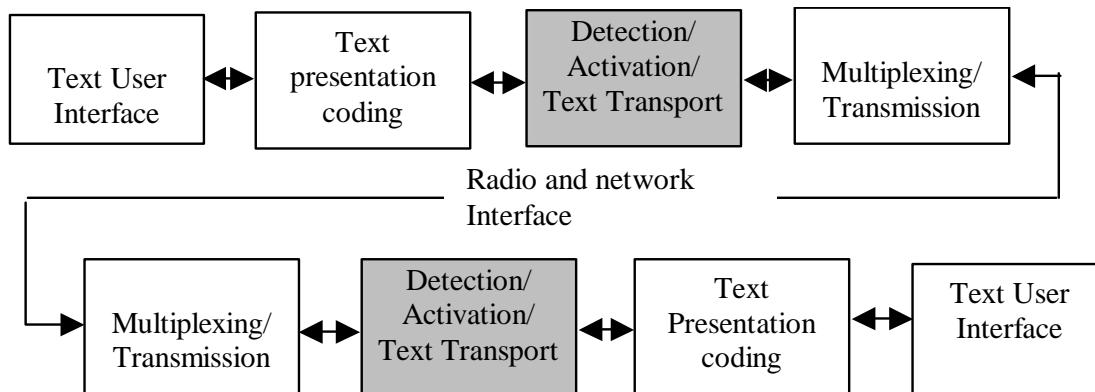 Text User
Interface
Text
presentation
coding
Detection/
Activation/
Text Transport
Multiplexing/
Transmission
Radio and network
Interface
Multiplexing/
Transmission
Detection/
Activation/
Text Transport
Text
Presentation
coding
Text User
Interface